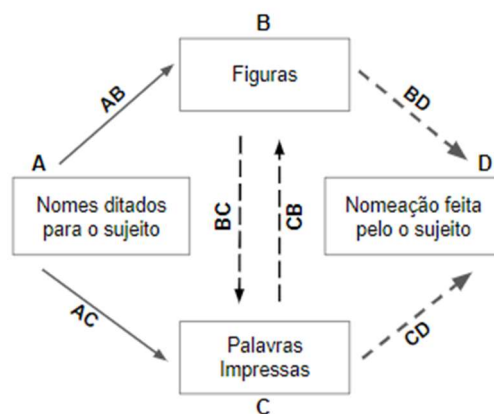 B
Figuras
AB
BD
A
D
Nomes ditados
para o sujeito
BC
CB
Nomeação feita
pelo o sujeito
AC
CD
Palavras
Impressas
C